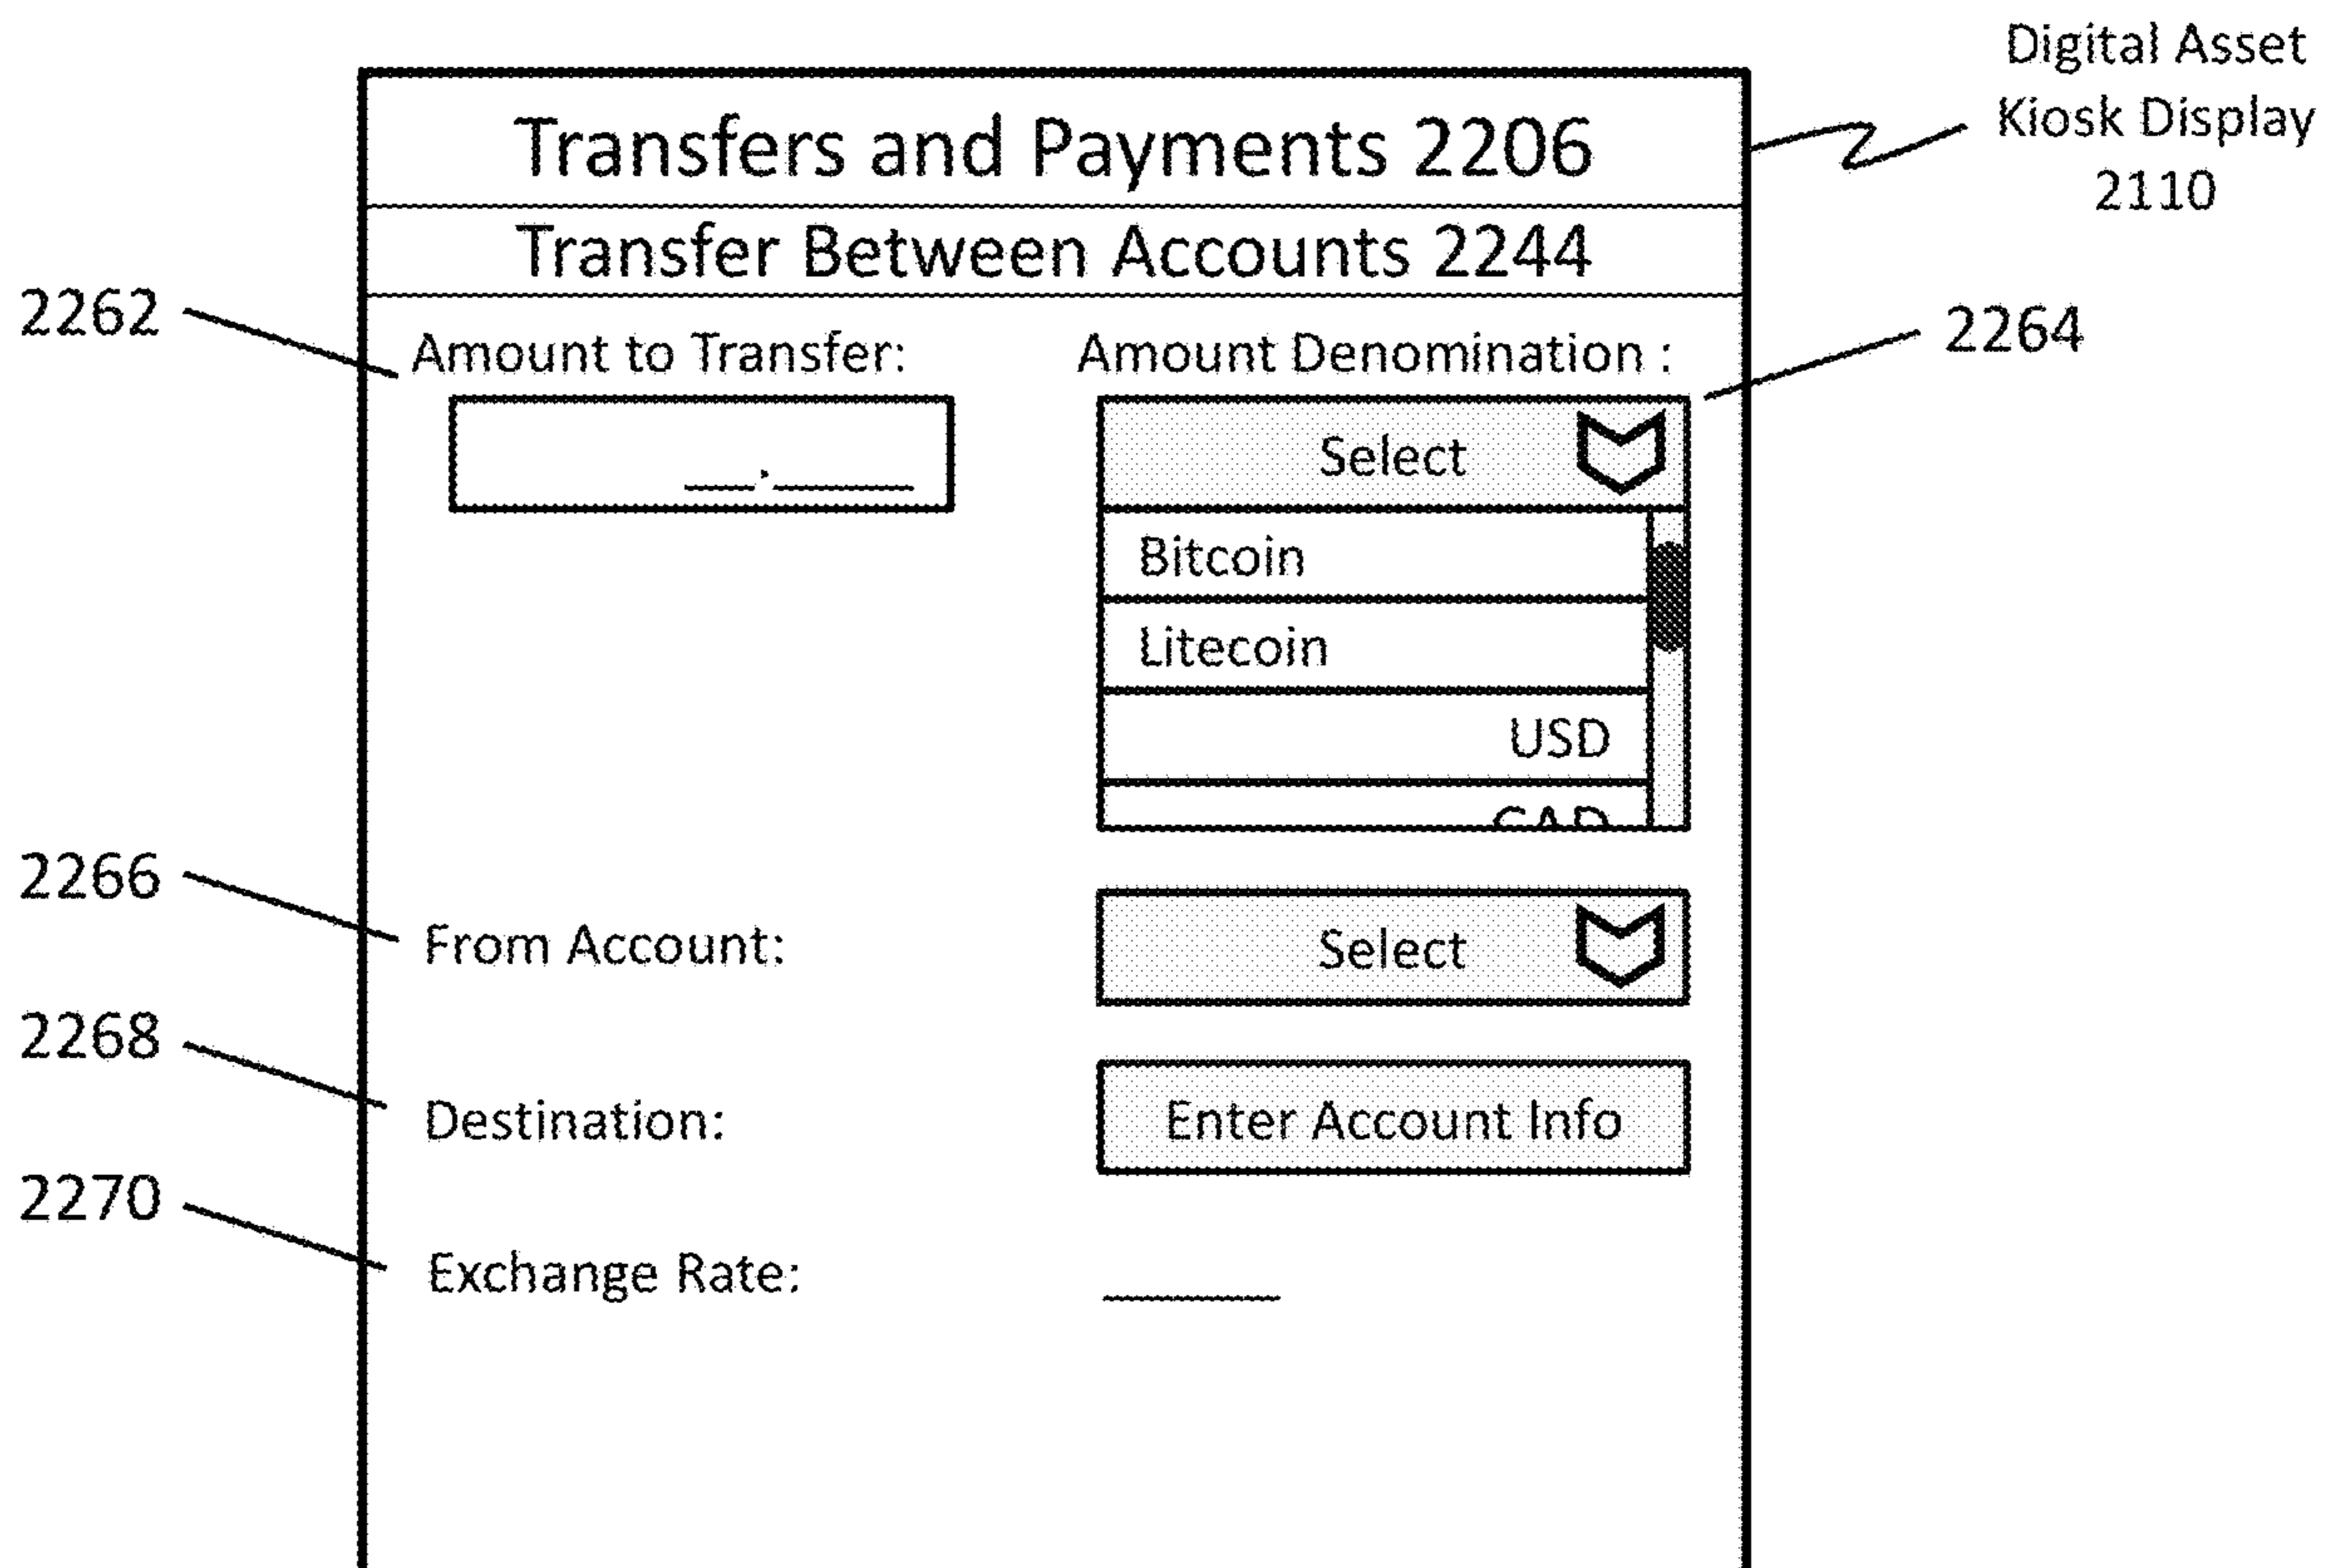 Digital Asset
Kiosk Display
2110
Transfers and Payments 2206
Transfer Between Accounts 2244
2262
Amount to Transfer:
Amount Denomination :
2264
Select
Bitcoin
Litecoin
USD
CAD
2266
From Account:
Select
2268
Destination:
Enter Account Info
2270
Exchange Rate: